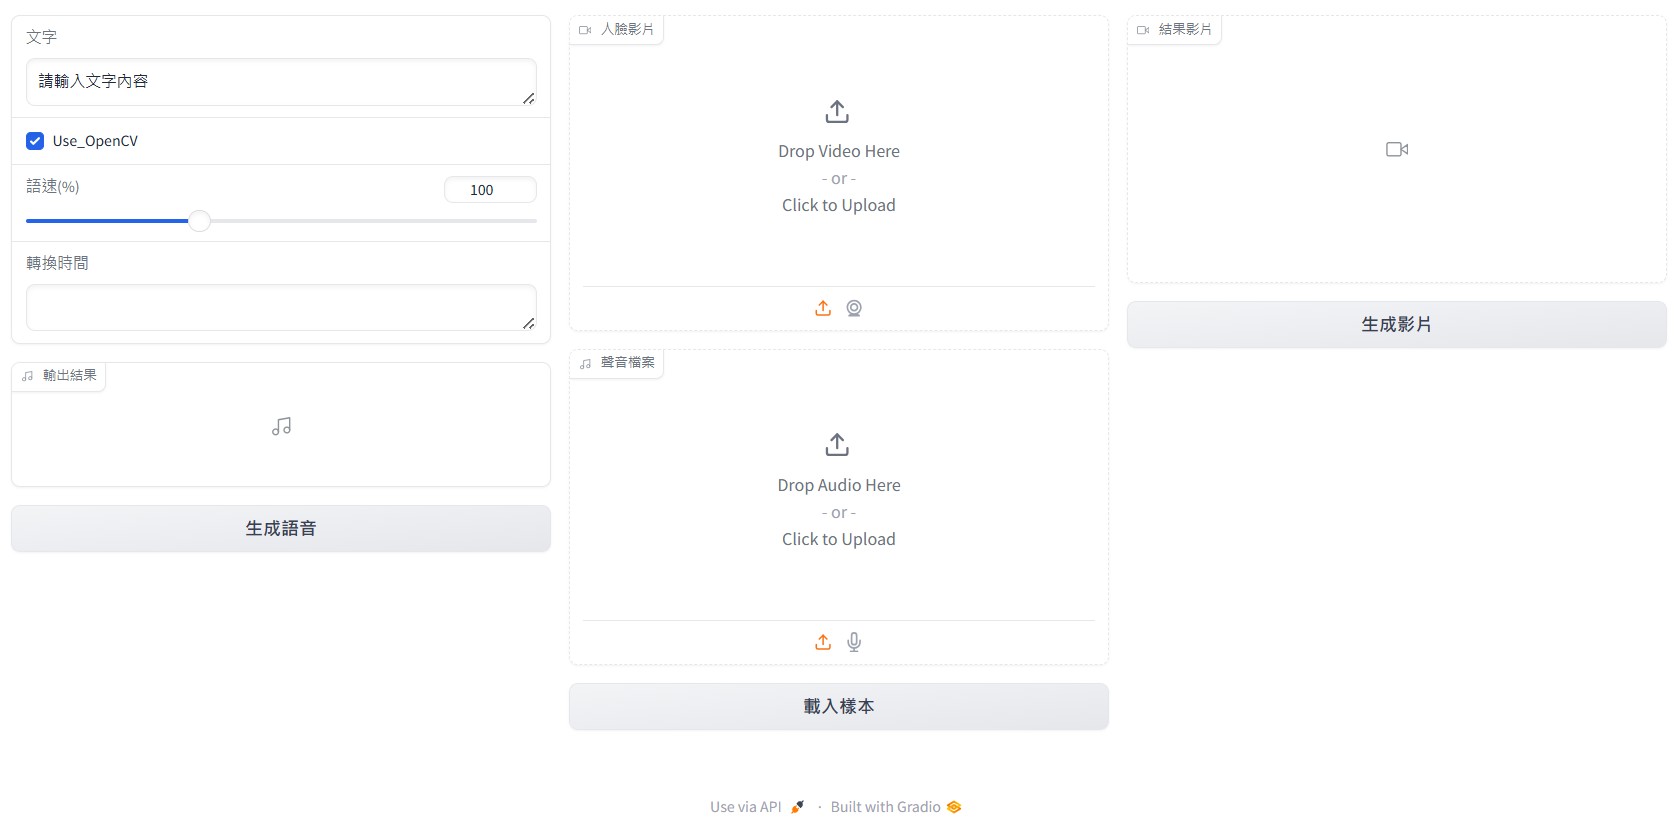 文字
請輸入文字內容
Use_OpenCV
語速(%)
100
轉換時間
輸出結果
生成語音
人臉影片
Drop Video Here
- or -
Click to Upload
聲音檔案
Drop Audio Here
- or -
Click to Upload
載入樣本
結果影片
生成影片
Use via API · Built with Gradio